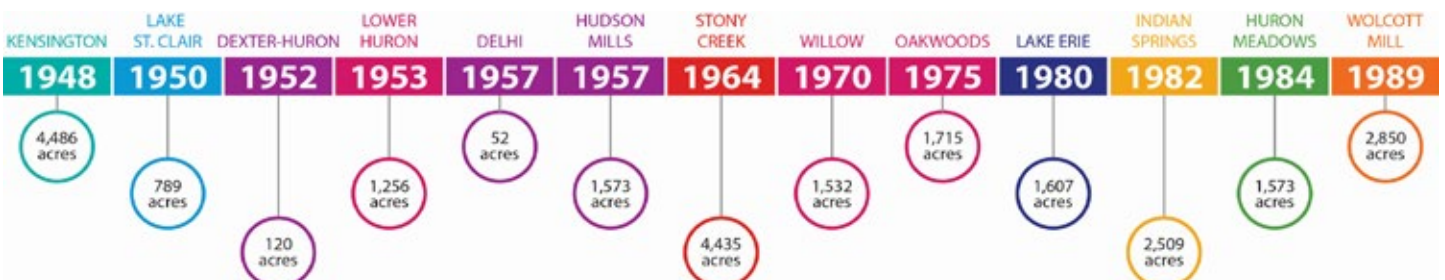 KENSINGTON
1948
4,486
acres
LAKE
ST. CLAIR
1950
789
acres
DEXTER-HURON
1952
120
acres
LOWER
HURON
1953
1,256
acres
DELHI
1957
52
acres
HUDSON
MILLS
1957
1,573
acres
STONY
CREEK
1964
4,435
acres
WILLOW
1970
1,532
acres
OAKWOODS
1975
1,715
acres
LAKE ERIE
1980
1,607
acres
INDIAN
SPRINGS
1982
2,509
acres
HURON
MEADOWS
1984
1,573
acres
WOLCOTT
MILL
1989
2,850
acres